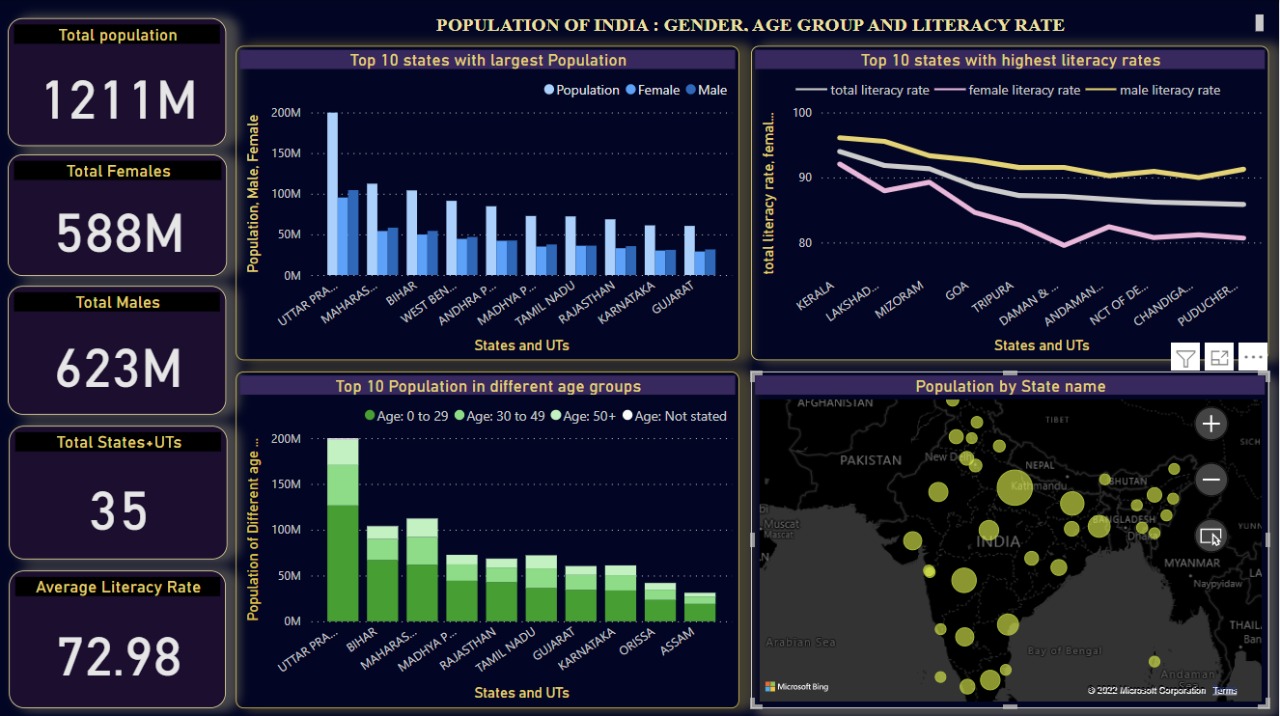 POPULATION OF INDIA : GENDER, AGE GROUP AND LITERACY RATE
Total population
1211M
Total Females
588M
Total Males
623M
Total States+UTs
35
Average Literacy Rate
72.98
Top 10 states with largest Population
Population Female Male
Population, Male, Female
200M
150M
100M
50M
0M
UTTAR PRA...
MAHARAS...
BIHAR
WEST BEN...
ANDHRA P...
MADHYA P...
TAMIL NADU
RAJASTHAN
KARNATAKA
GUJARAT
States and UTs
Top 10 states with highest literacy rates
total literacy rate female literacy rate male literacy rate
total literacy rate, femal...
100
90
80
KERALA
LAKSHAD...
MIZORAM
GOA
TRIPURA
DAMAN & ...
ANDAMAN...
NCT OF DE...
CHANDIGA...
PUDUCHER...
States and UTs
Top 10 Population in different age groups
Age: 0 to 29 Age: 30 to 49 Age: 50+ Age: Not stated
Population of Different age ...
200M
150M
100M
50M
0M
UTTAR PRA...
BIHAR
MAHARAS...
MADHYA P...
RAJASTHAN
TAMIL NADU
GUJARAT
KARNATAKA
ORISSA
ASSAM
States and UTs
Population by State name
AFGHANISTAN
TIBET
SICH
PAKISTAN
New
NEPAL
Kathmandu
BHUTAN
BANGLADESH
YUNN
Muscat
Mascat
INDIA
MYANMAR
LA
Naypyidaw
THAIL
Ban
Arabian Sea
Bay of Bengal
Andaman
Microsoft Bing
© 2022 Microsoft Corporation Terms